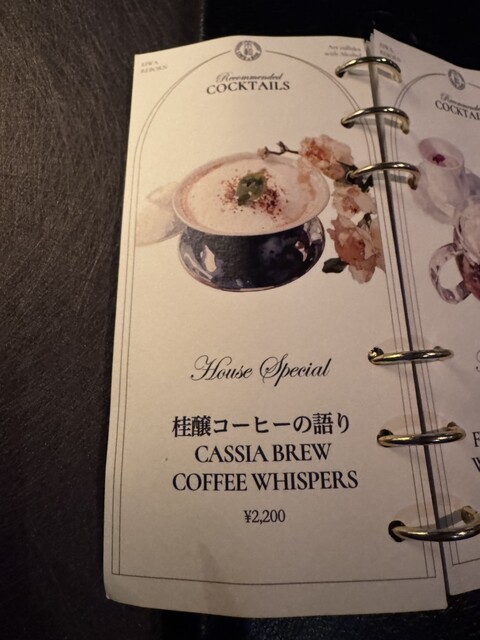 Recommended
COCKTAILS
House Special
桂醸コーヒーの語り
CASSIA BREW
COFFEE WHISPERS
¥2,200
Recommended